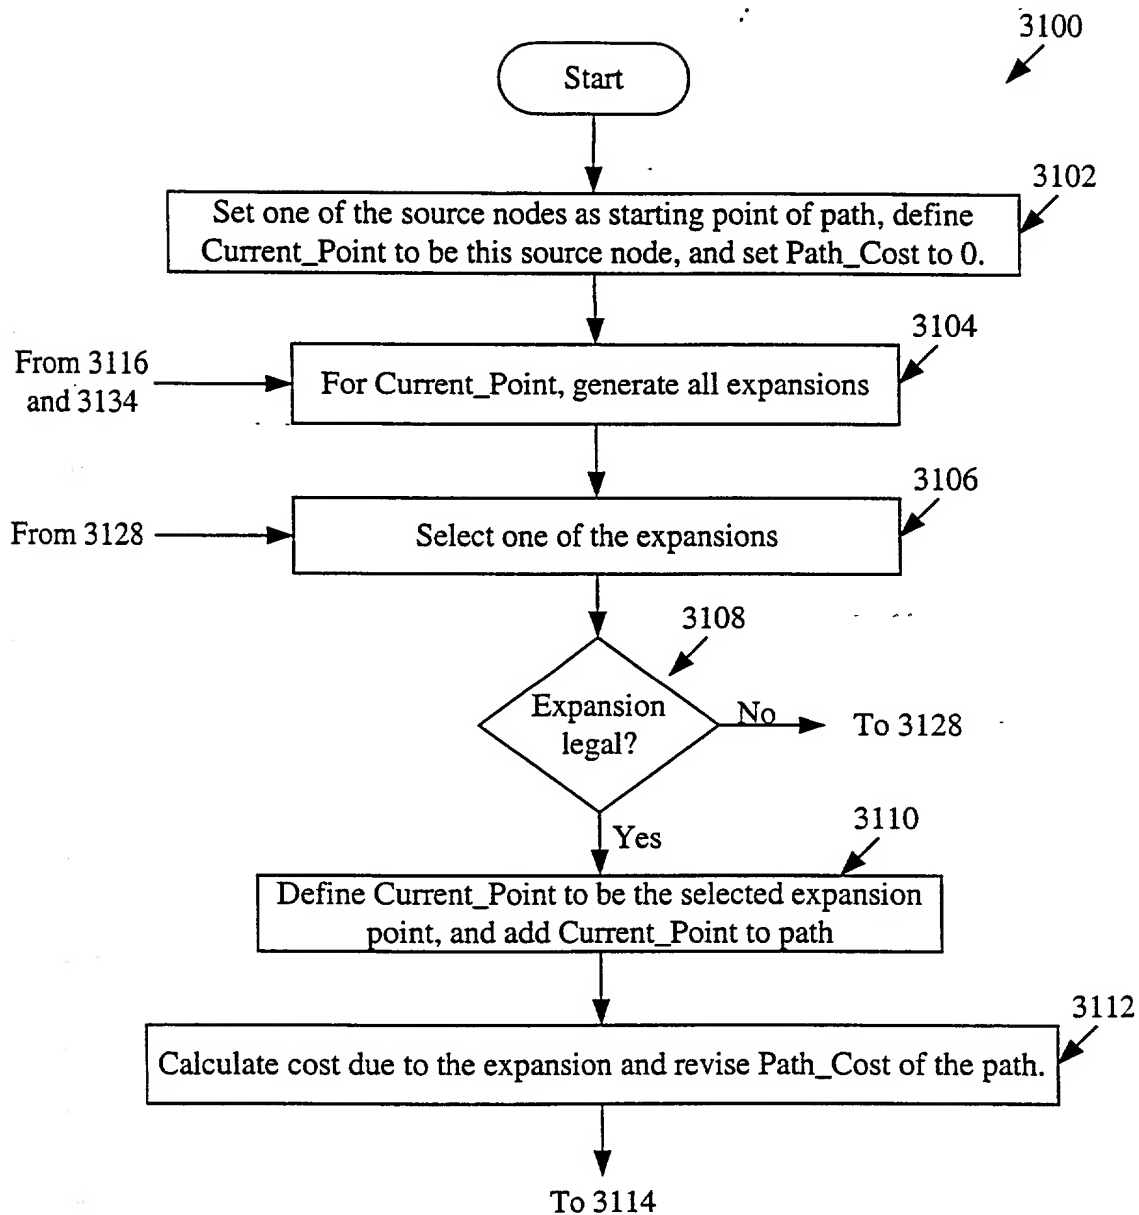 3100
Start
3102
Set one of the source nodes as starting point of path, define
Current_Point to be this source node, and set Path_Cost to 0.
3104
From 3116
and 3134
For Current_Point, generate all expansions
3106
From 3128
Select one of the expansions
3108
Expansion
legal?
No
To 3128
Yes
3110
Define Current_Point to be the selected expansion
point, and add Current_Point to path
3112
Calculate cost due to the expansion and revise Path_Cost of the path.
To 3114